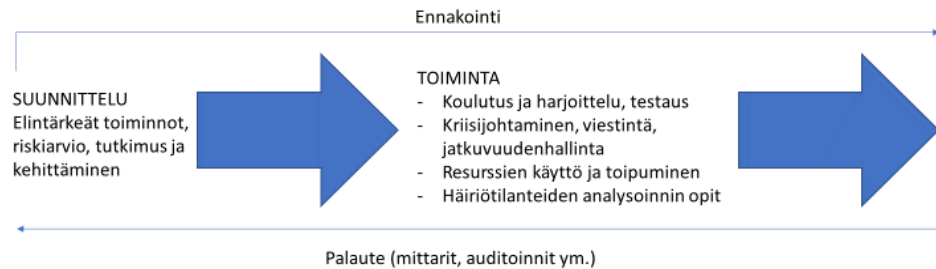 Ennakointi
SUUNNITTELU
Elintärkeät toiminnot,
riskiarvio, tutkimus ja
kehittäminen
TOIMINTA
- Koulutus ja harjoittelu, testaus
- Kriisijohtaminen, viestintä,
jatkuvuudenhallinta
- Resurssien käyttö ja toipuminen
- Häiriötilanteiden analysoinnin opit
Palaute (mittarit, auditoinnit ym.)